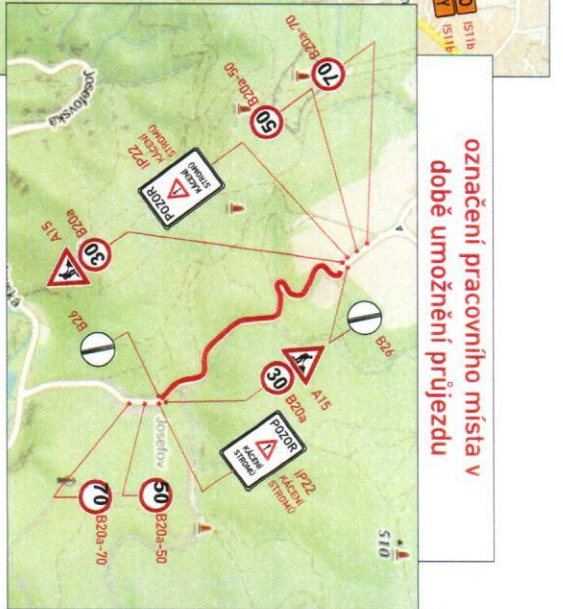 IS11b
IS11b
označení pracovního místa v
době umožnění průjezdu
B20a-70
70
B20a-50
50
IP22
KÁCENÍ
STROMŮ
POZOR
KÁCENÍ
STROMŮ
B20a
30
A15
B26
B26
A15
B20a
30
POZOR
KÁCENÍ
STROMŮ
IP22
KÁCENÍ
STROMŮ
50
B20a-50
70
B20a-70
Josefovská
Josefov
510